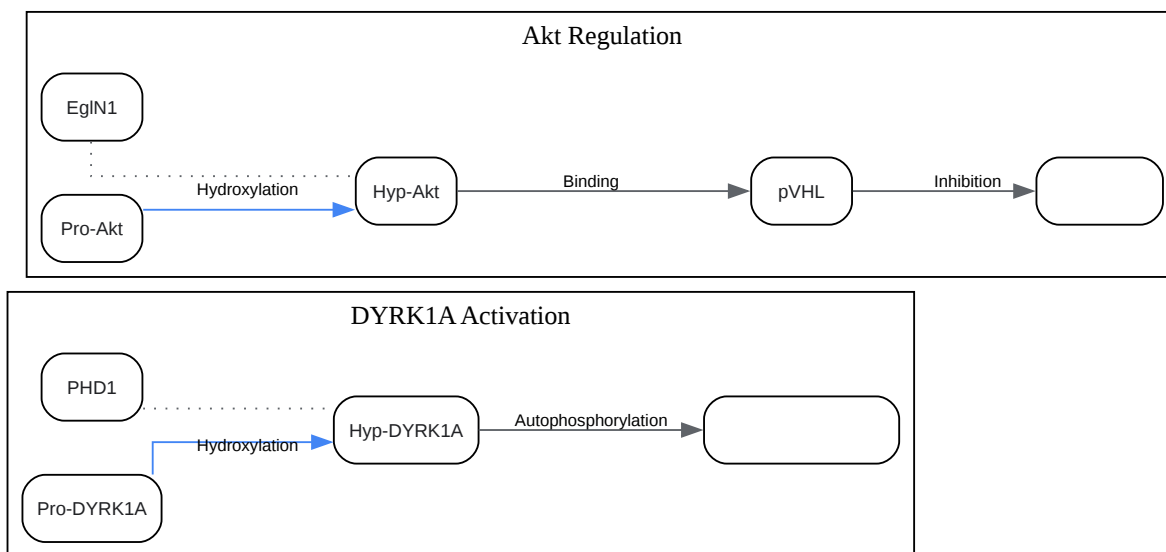 Akt Regulation
EglN1
Pro-Akt
Hydroxylation
Hyp-Akt
Binding
pVHL
Inhibition
DYRK1A Activation
PHD1
Pro-DYRK1A
Hydroxylation
Hyp-DYRK1A
Autophosphorylation